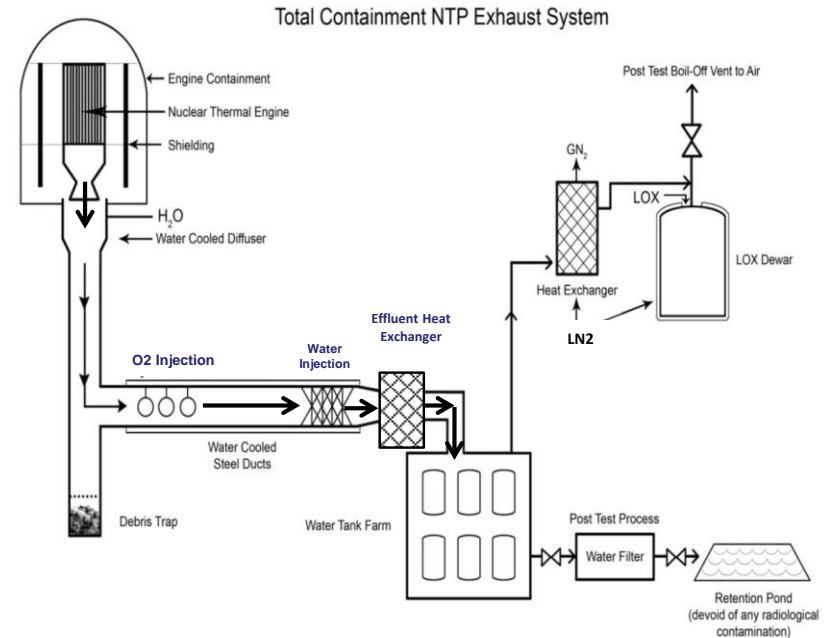 Total Containment NTP Exhaust System
Engine Containment
Nuclear Thermal Engine
Shielding
H₂O
Water Cooled Diffuser
Post Test Boil-Off Vent to Air
GN₂
LOX
LOX Dewar
Heat Exchanger
LN2
Effluent Heat
Exchanger
Water
Injection
O2 Injection
Water Cooled
Steel Ducts
Debris Trap
Water Tank Farm
Post Test Process
Water Filter
Retention Pond
(devoid of any radiological
contamination)